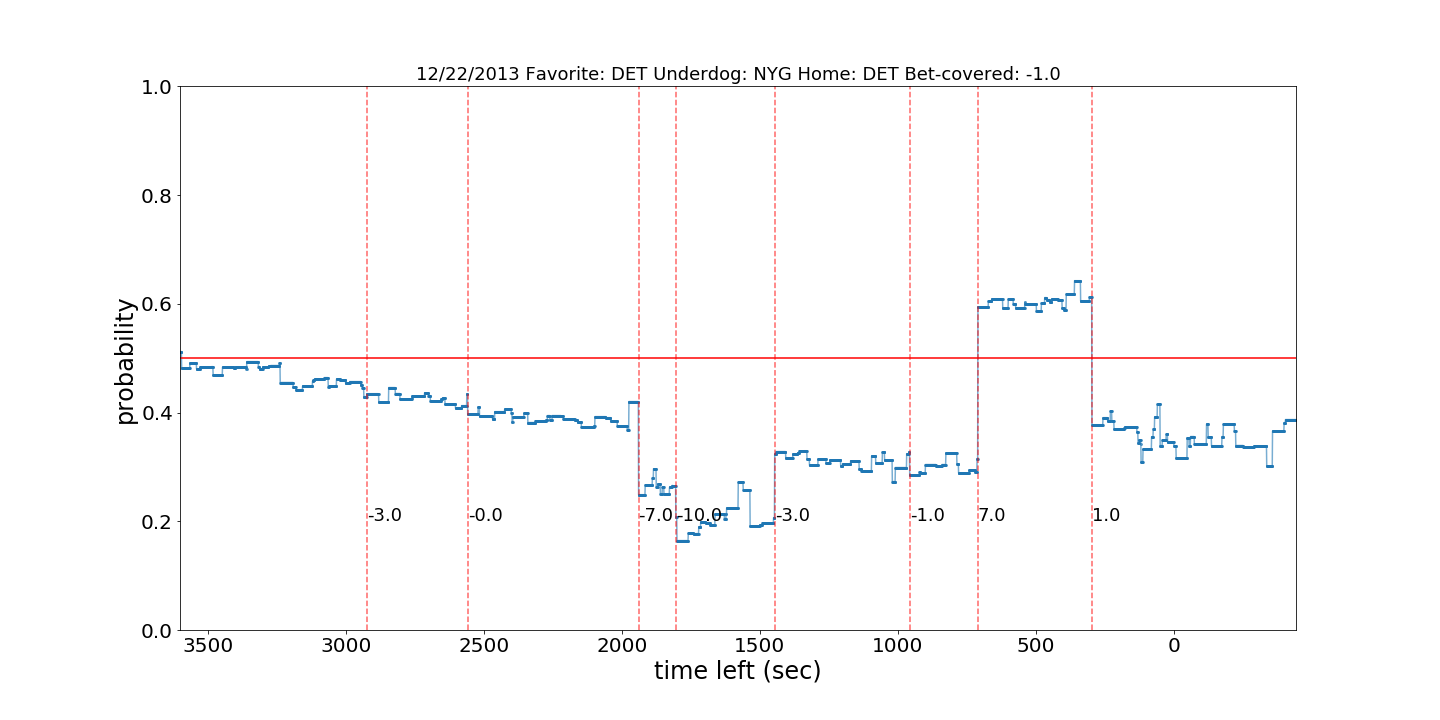 12/22/2013 Favorite: DET Underdog: NYG Home: DET Bet-covered: -1.0
1.0
0.8
0.6
0.4
0.2
0.0
probability
-3.0 -0.0 -7.0 -10.0 -3.0 -1.0 7.0 1.0
3500 3000 2500 2000 1500 1000 500 0
time left (sec)